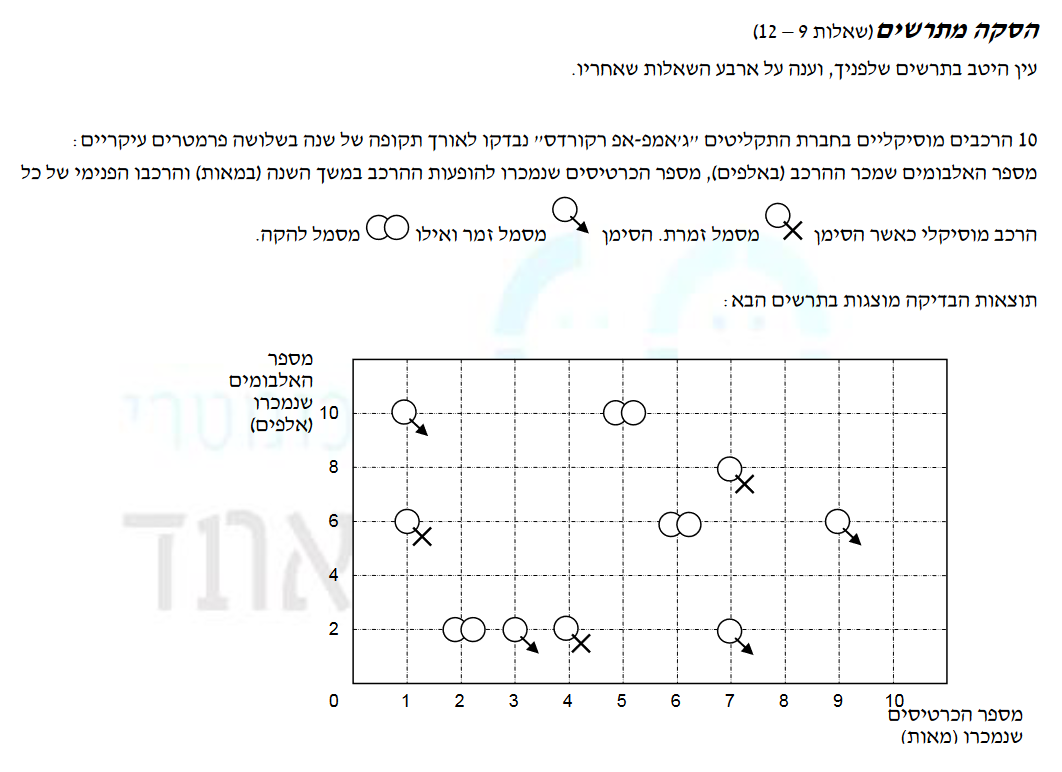 הסקה מתרשים (שאלות 9 – 12)
עין היטב בתרשים שלפניך, וענה על ארבע השאלות שאחריו.
10 הרכבים מוסיקליים בחברת התקליטים "ג'אמפ-אפ רקורדס" נבדקו לאורך תקופה של שנה בשלושה פרמטרים עיקריים:
מספר האלבומים שמכר ההרכב (באלפים), מספר הכרטיסים שנמכרו להופעות ההרכב במשך השנה (במאות) והרכבו הפנימי של כל
הרכב מוסיקלי כאשר הסימן מסמל זמרת. הסימן מסמל זמר ואילו מסמל להקה.
תוצאות הבדיקה מוצגות בתרשים הבא:
מספר
האלבומים
שנמכרו
(אלפים)
10
8
6
4
2
0 1 2 3 4 5 6 7 8 9 10
מספר הכרטיסים
שנמכרו (מאות)
פסיכומטרי
אחד